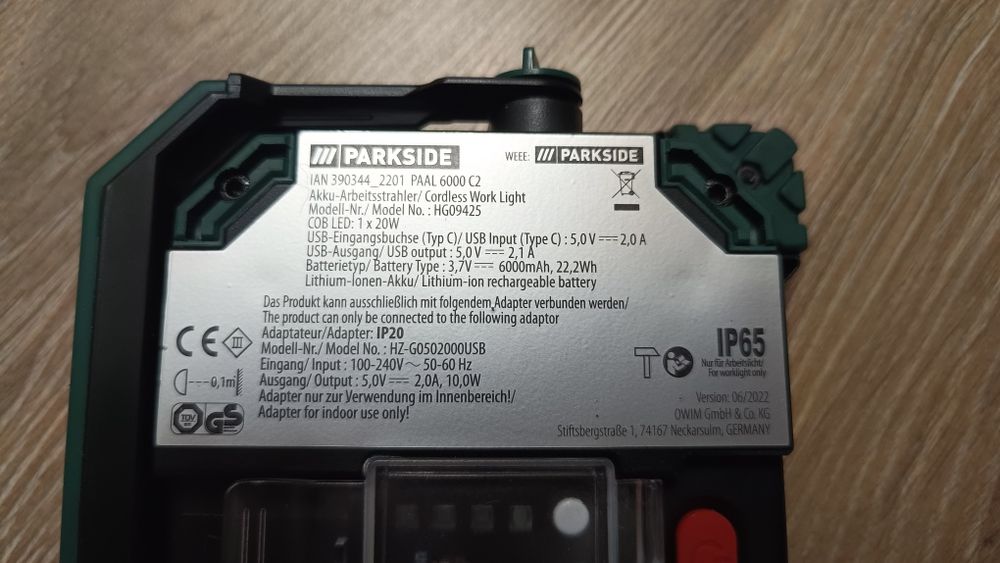 PARKSIDE
WEEE: PARKSIDE
IAN 390344_2201 PAAL 6000 C2
Akku-Arbeitsstrahler/ Cordless Work Light
Modell-Nr./ Model No. : HG09425
COB LED: 1 x 20W
USB-Eingangsbuchse (Typ C)/ USB Input (Type C) : 5,0 V ⎓ 2,0 A
USB-Ausgang/ USB output : 5,0 V ⎓ 2,1 A
Batterietyp/ Battery Type : 3,7V ⎓ 6000mAh, 22,2Wh
Lithium-Ionen-Akku/ Lithium-ion rechargeable battery
Das Produkt kann ausschließlich mit folgendem Adapter verbunden werden/
The product can only be connected to the following adaptor
Adaptateur/Adapter: IP20
Modell-Nr./ Model No. : HZ-G0502000USB
Eingang/ Input : 100-240V ~ 50-60 Hz
Ausgang/ Output : 5,0V ⎓ 2,0A, 10,0W
Adapter nur zur Verwendung im Innenbereich!/
Adapter for indoor use only!
CE III
0,1m
TÜV GS
IP65
Nur für Arbeitslicht/
For worklight only
Version: 06/2022
OWIM GmbH & Co. KG
Stiftsbergstraße 1, 74167 Neckarsulm, GERMANY